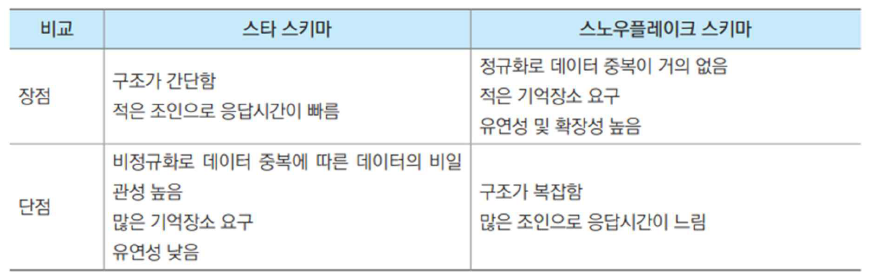 비교 스타 스키마 스노우플레이크 스키마
장점
구조가 간단함
적은 조인으로 응답시간이 빠름
정규화로 데이터 중복이 거의 없음
적은 기억장소 요구
유연성 및 확장성 높음
단점
비정규화로 데이터 중복에 따른 데이터의 비일
관성 높음
많은 기억장소 요구
유연성 낮음
구조가 복잡함
많은 조인으로 응답시간이 느림